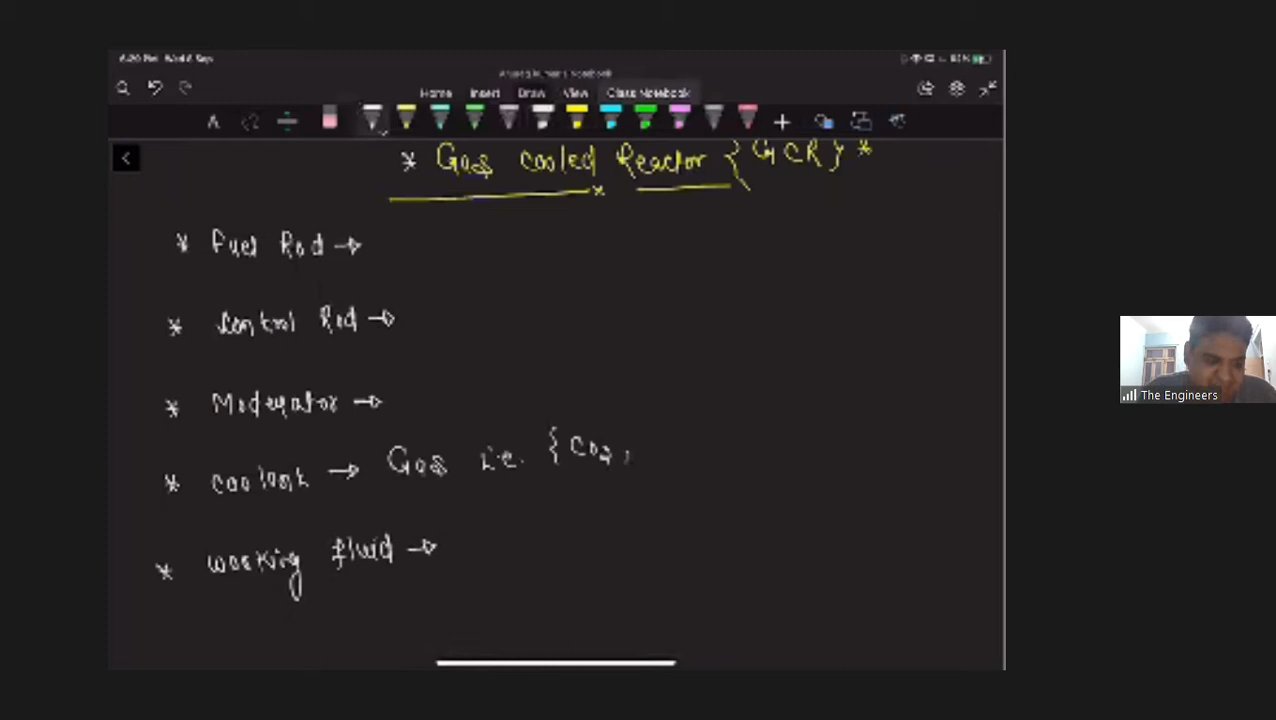 Home Insert Draw View Class Notebook
* Gas cooled Reactor {GCR} *
* Fuel Rod →
* Control Rod →
* Moderator →
* coolant → Gas i.e. {CO2,
* working fluid →
The Engineers